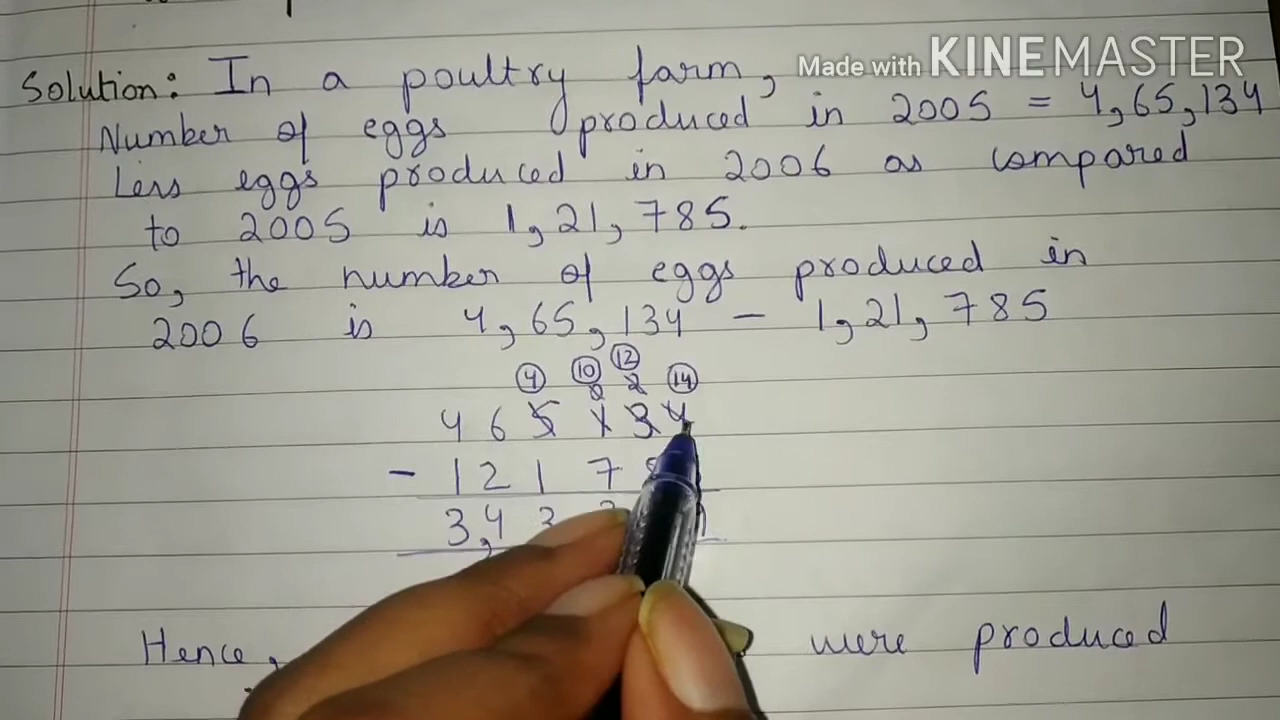 Made with KINEMASTER
Solution: In a poultry farm,
Number of eggs produced in 2005 = 4,65,134
Less eggs produced in 2006 as compared
to 2005 is 1,21,785.
So, the number of eggs produced in
2006 is 4,65,134 - 1,21,785
4 10 12 14
0 2
4 6 5 1 3 4
- 1 2 1 7
3,4 3
Hence, were produced